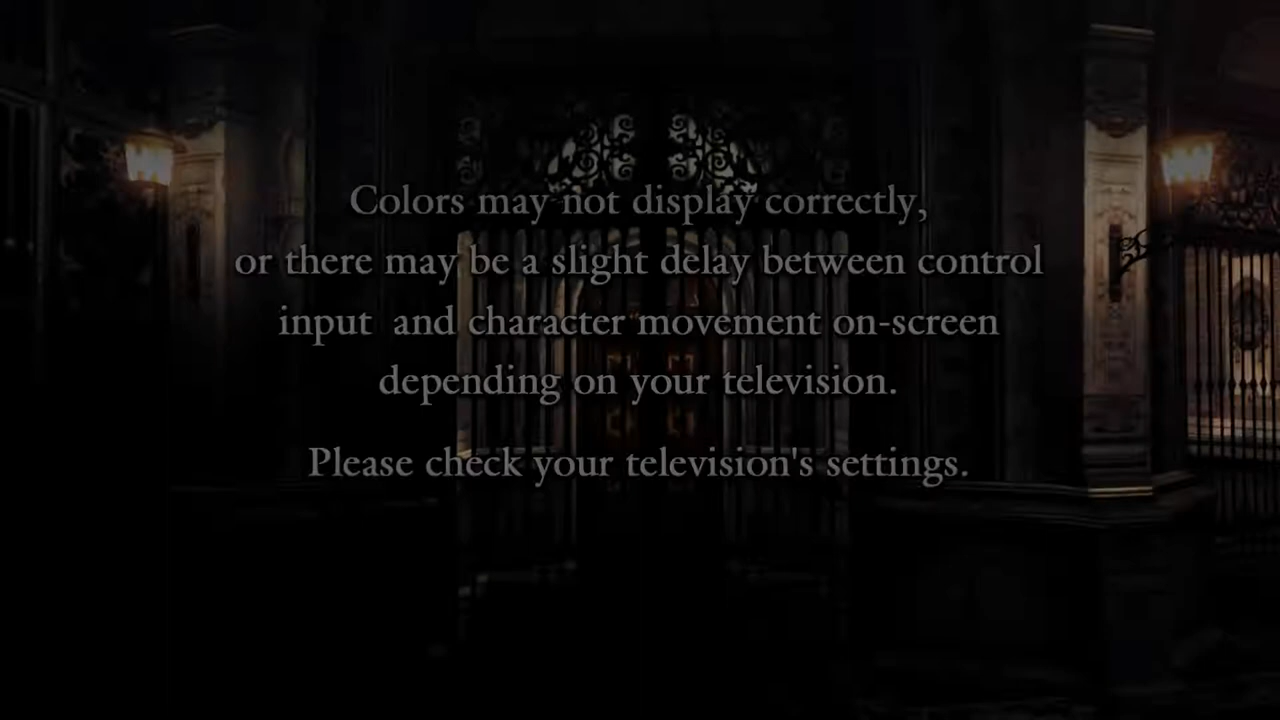 Colors may not display correctly,
or there may be a slight delay between control
input and character movement on-screen
depending on your television.
Please check your television's settings.